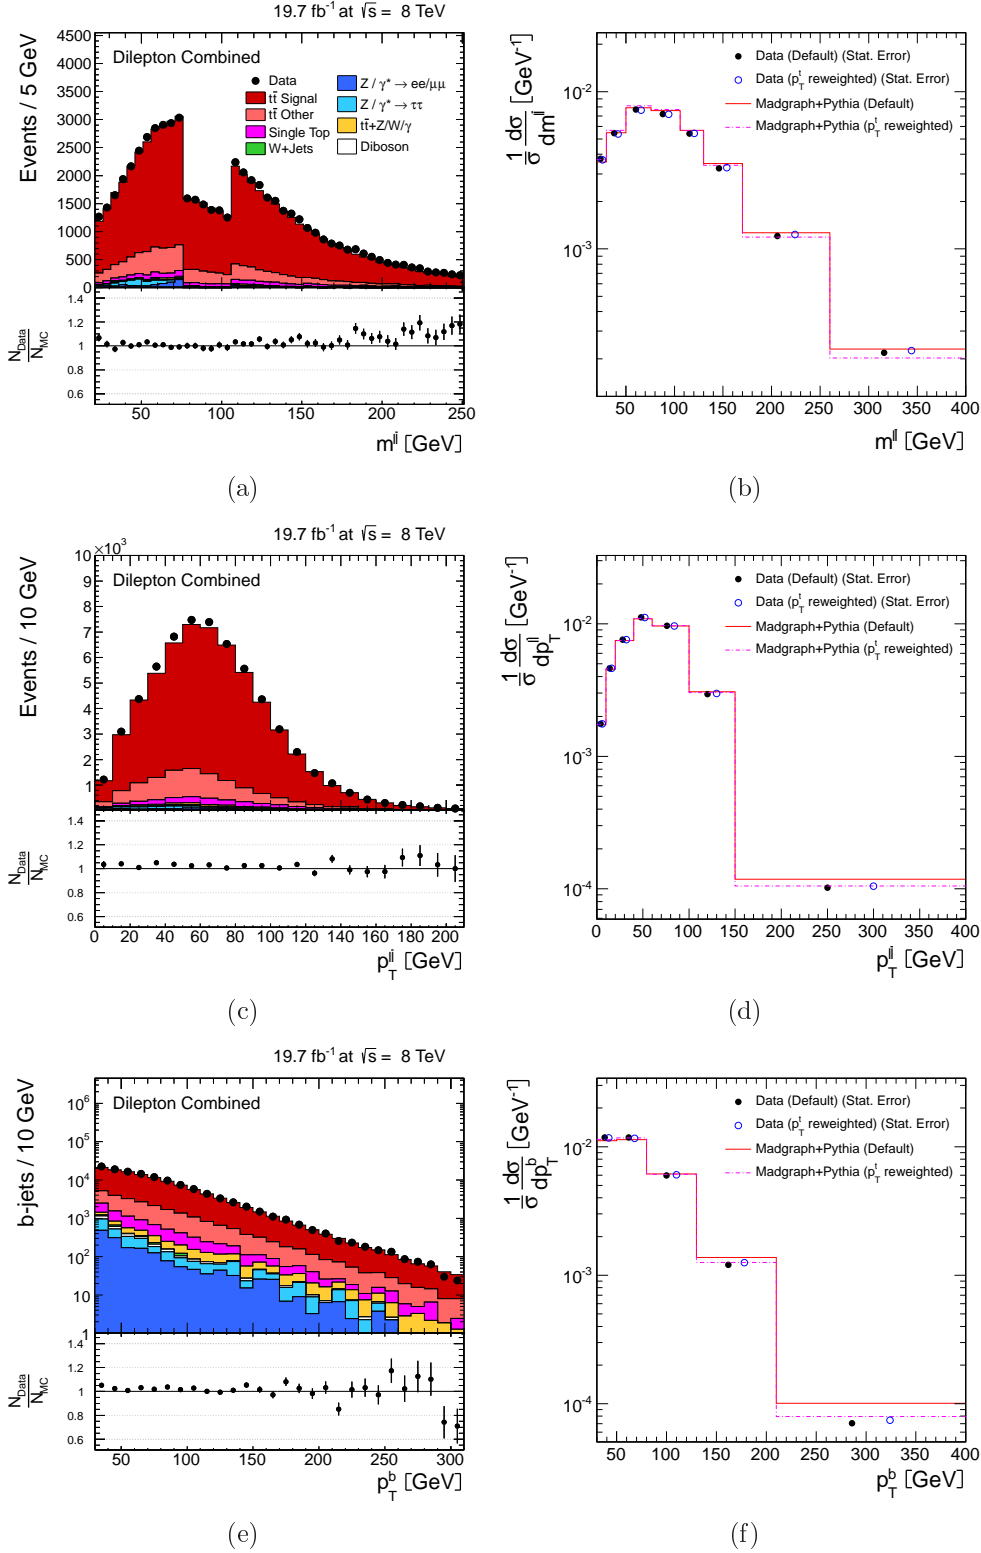 19.7 fb⁻¹ at √s = 8 TeV
Events / 5 GeV
4500
4000
3500
3000
2500
2000
1500
1000
500
0
Dilepton Combined
Data
tt̄ Signal
tt̄ Other
Single Top
W+Jets
Z / γ* → ee/μμ
Z / γ* → ττ
tt̄+Z/W/γ
Diboson
N_Data / N_MC
1.4
1.2
1
0.8
0.6
50 100 150 200 250
m^ll̄ [GeV]
(a)
1/σ dσ/dm^ll̄ [GeV⁻¹]
10⁻²
10⁻³
Data (Default) (Stat. Error)
Data (p_T^t reweighted) (Stat. Error)
Madgraph+Pythia (Default)
Madgraph+Pythia (p_T^t reweighted)
50 100 150 200 250 300 350 400
m^ll̄ [GeV]
(b)
19.7 fb⁻¹ at √s = 8 TeV
Events / 10 GeV
×10³
10
9
8
7
6
5
4
3
2
1
Dilepton Combined
N_Data / N_MC
1.4
1.2
1
0.8
0.6
0 20 40 60 80 100 120 140 160 180 200
p_T^ll̄ [GeV]
(c)
1/σ dσ/dp_T^ll̄ [GeV⁻¹]
10⁻²
10⁻³
10⁻⁴
Data (Default) (Stat. Error)
Data (p_T^t reweighted) (Stat. Error)
Madgraph+Pythia (Default)
Madgraph+Pythia (p_T^t reweighted)
0 50 100 150 200 250 300 350 400
p_T^ll̄ [GeV]
(d)
19.7 fb⁻¹ at √s = 8 TeV
b-jets / 10 GeV
10⁶
10⁵
10⁴
10³
10²
10
1
Dilepton Combined
N_Data / N_MC
1.4
1.2
1
0.8
0.6
50 100 150 200 250 300
p_T^b [GeV]
(e)
1/σ dσ/dp_T^b [GeV⁻¹]
10⁻²
10⁻³
10⁻⁴
Data (Default) (Stat. Error)
Data (p_T^t reweighted) (Stat. Error)
Madgraph+Pythia (Default)
Madgraph+Pythia (p_T^t reweighted)
50 100 150 200 250 300 350 400
p_T^b [GeV]
(f)